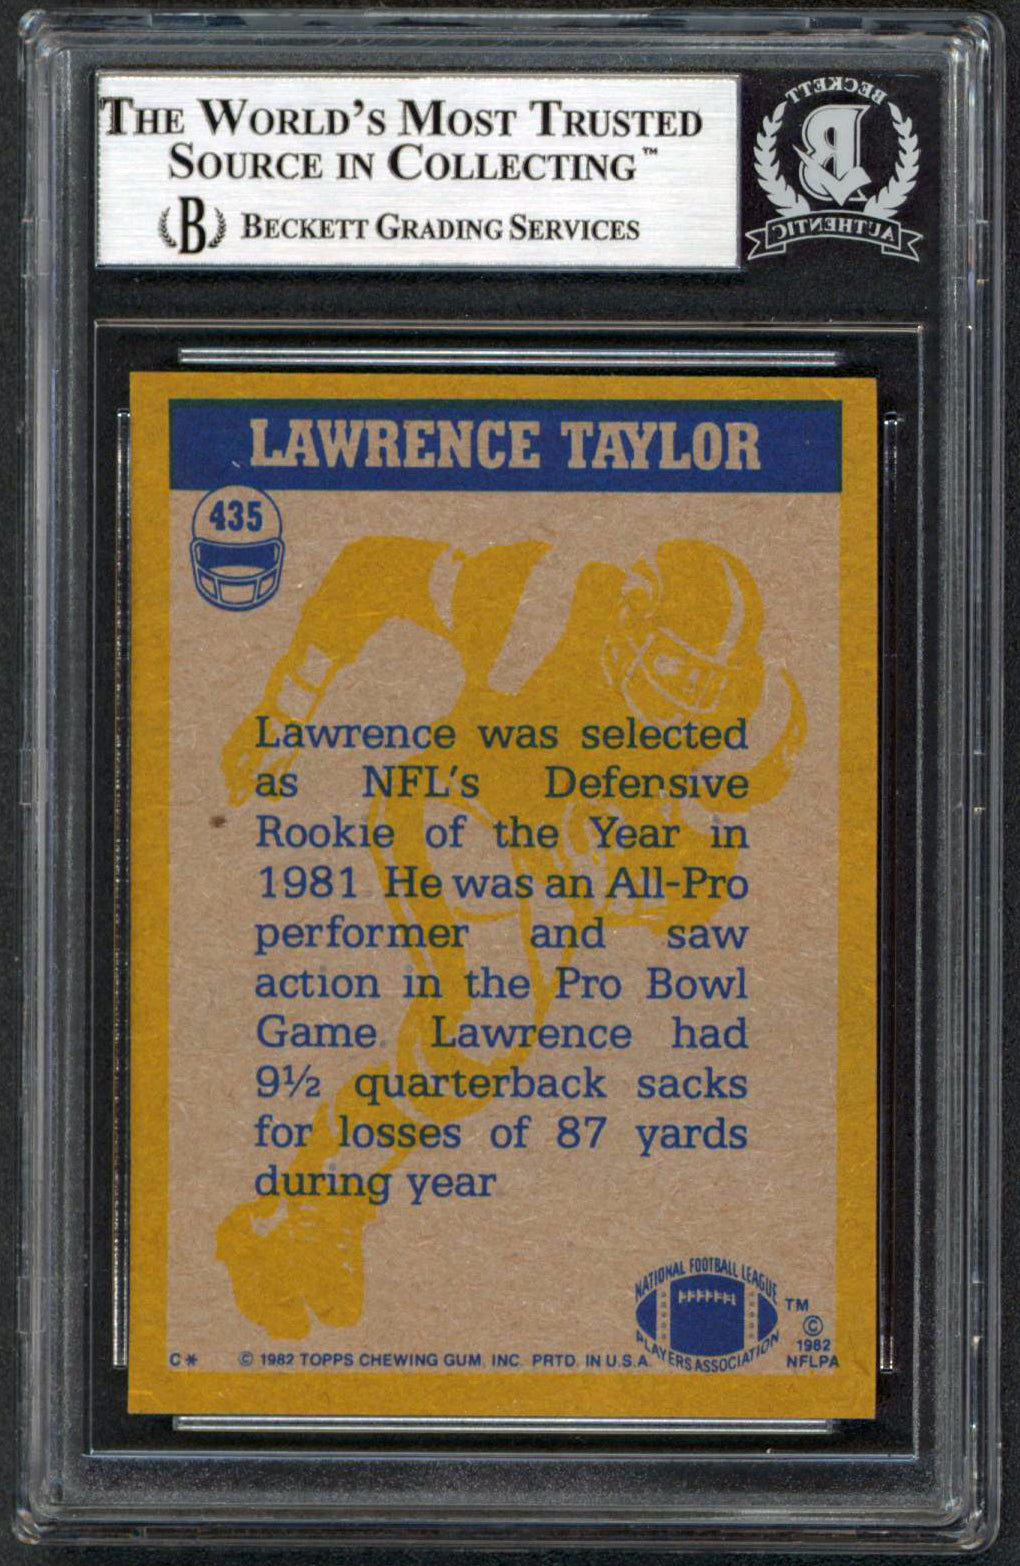 THE WORLD'S MOST TRUSTED
SOURCE IN COLLECTING™
B BECKETT GRADING SERVICES
BECKETT
B
AUTHENTIC
LAWRENCE TAYLOR
435
Lawrence was selected
as NFL's Defensive
Rookie of the Year in
1981 He was an All-Pro
performer and saw
action in the Pro Bowl
Game. Lawrence had
9½ quarterback sacks
for losses of 87 yards
during year
NATIONAL FOOTBALL LEAGUE
PLAYERS ASSOCIATION
TM
©
1982
NFLPA
C* © 1982 TOPPS CHEWING GUM, INC. PRTD. IN U.S.A.